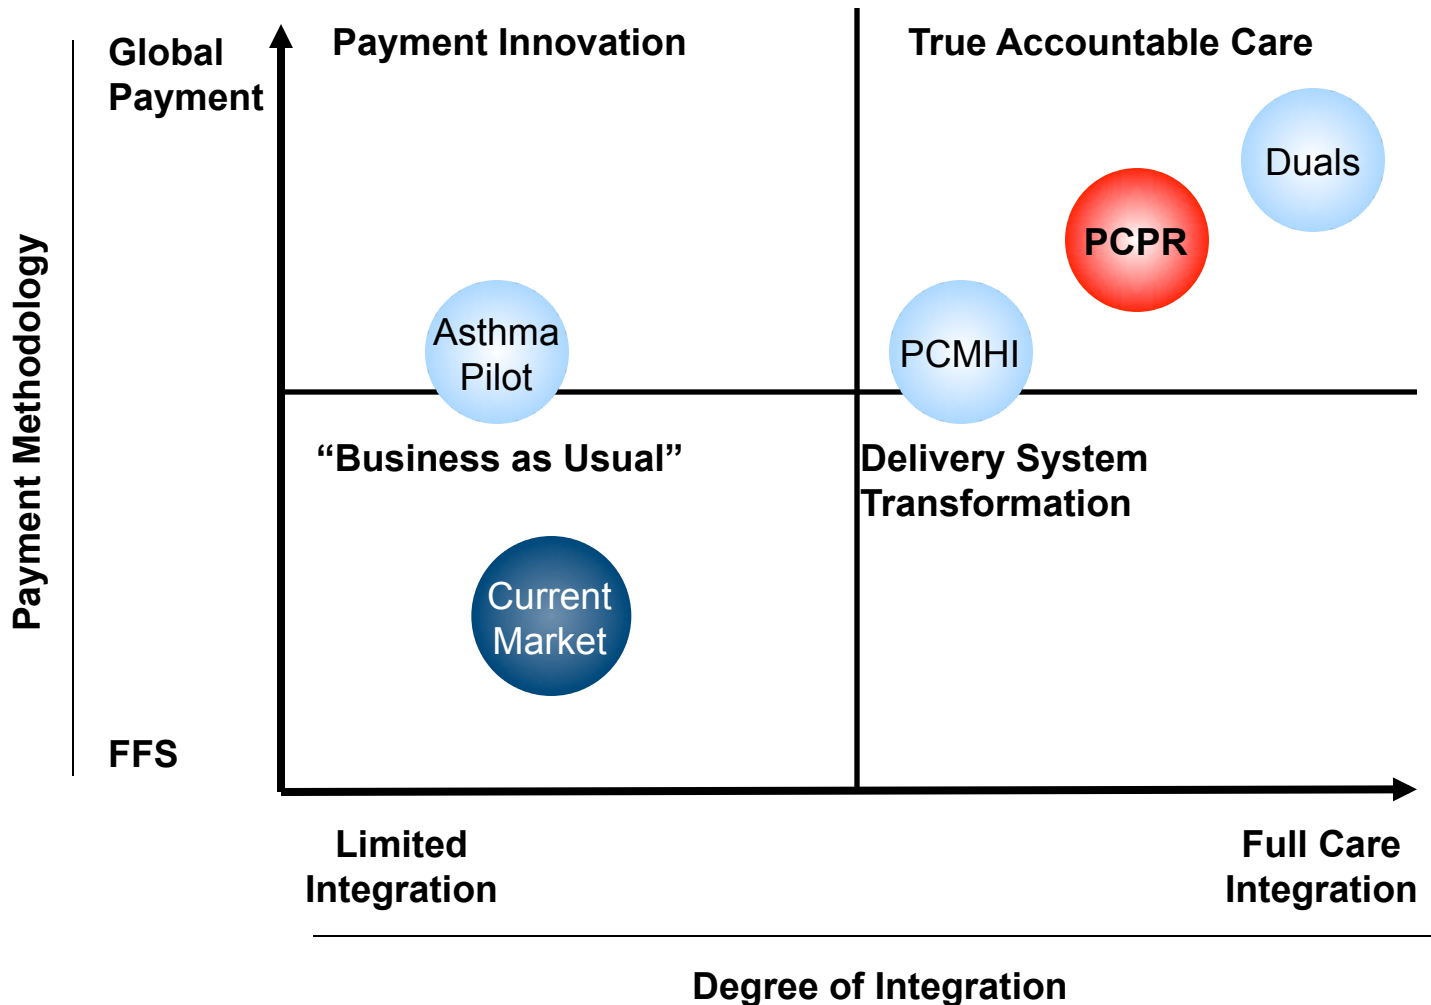 Payment Innovation
True Accountable Care
Global
Payment
Duals
PCPR
Payment Methodology
Asthma
Pilot
PCMHI
“Business as Usual”
Delivery System
Transformation
Current
Market
FFS
Limited
Integration
Full Care
Integration
Degree of Integration